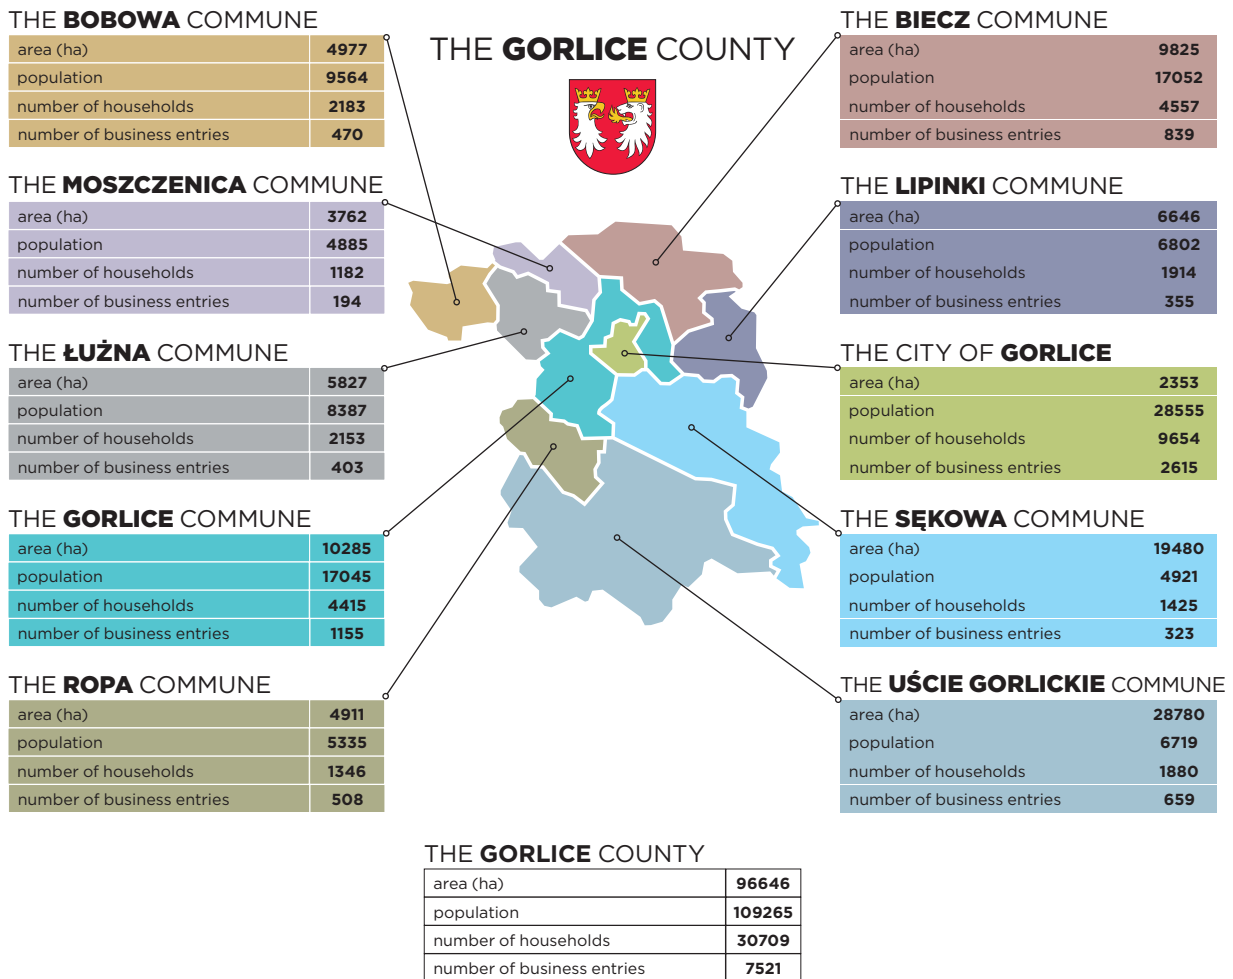 THE GORLICE COUNTY
THE BOBOWA COMMUNE
area (ha) 4977
population 9564
number of households 2183
number of business entries 470
THE MOSZCZENICA COMMUNE
area (ha) 3762
population 4885
number of households 1182
number of business entries 194
THE ŁUŻNA COMMUNE
area (ha) 5827
population 8387
number of households 2153
number of business entries 403
THE GORLICE COMMUNE
area (ha) 10285
population 17045
number of households 4415
number of business entries 1155
THE ROPA COMMUNE
area (ha) 4911
population 5335
number of households 1346
number of business entries 508
THE BIECZ COMMUNE
area (ha) 9825
population 17052
number of households 4557
number of business entries 839
THE LIPINKI COMMUNE
area (ha) 6646
population 6802
number of households 1914
number of business entries 355
THE CITY OF GORLICE
area (ha) 2353
population 28555
number of households 9654
number of business entries 2615
THE SĘKOWA COMMUNE
area (ha) 19480
population 4921
number of households 1425
number of business entries 323
THE UŚCIE GORLICKIE COMMUNE
area (ha) 28780
population 6719
number of households 1880
number of business entries 659
THE GORLICE COUNTY
area (ha) 96646
population 109265
number of households 30709
number of business entries 7521